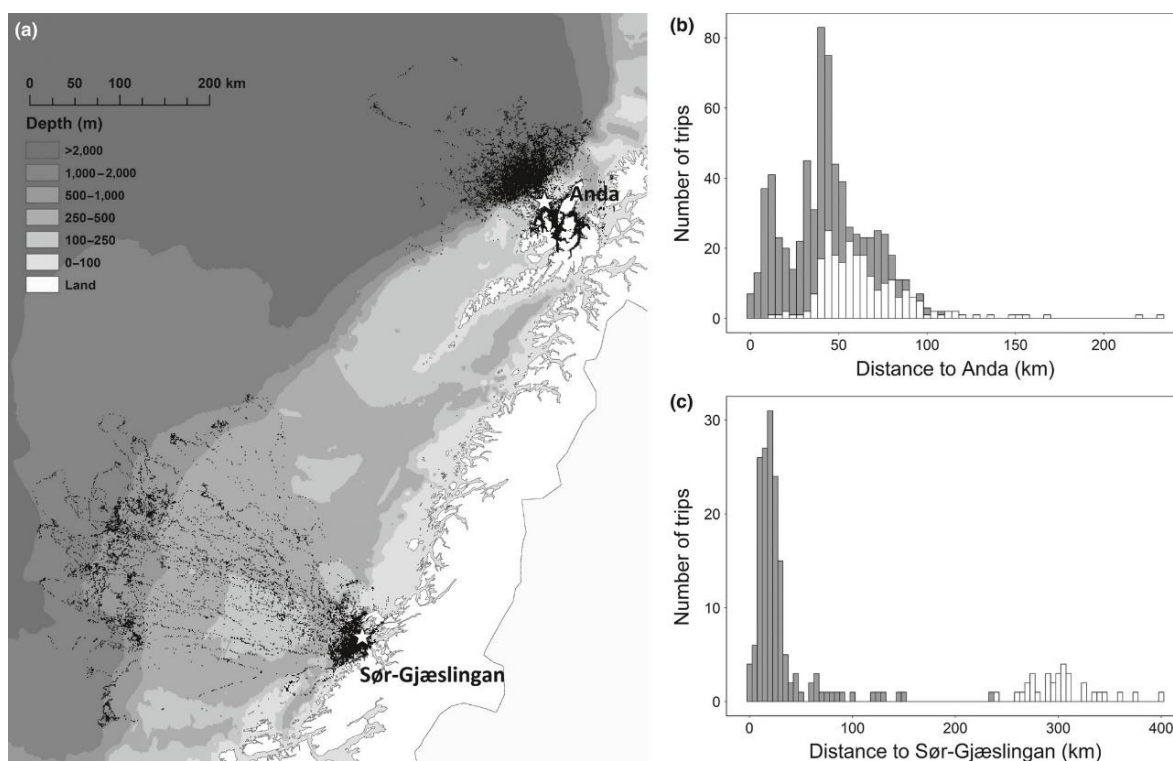 (a)
0 50 100 200 km
Depth (m)
>2,000
1,000–2,000
500–1,000
250–500
100–250
0–100
Land
Anda
Sør-Gjæslingan
(b)
Number of trips
80
60
40
20
0
0 50 100 150 200
Distance to Anda (km)
(c)
Number of trips
30
20
10
0
0 100 200 300 400
Distance to Sør-Gjæslingan (km)